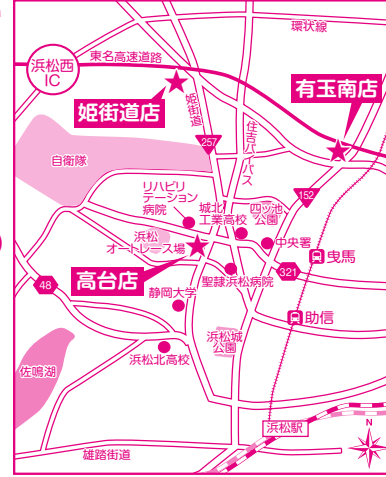 環状線
浜松西
IC
東名高速道路
有玉南店
姫街道店
姫街道
住吉バイパス
257
自衛隊
リハビリ
テーション
病院
城北
工業高校
四ッ池
公園
152
浜松
オートレース場
中央署
曳馬
高台店
聖隷浜松病院
321
48
静岡大学
助信
浜松城
公園
浜松北高校
佐鳴湖
浜松駅
雄踏街道
N